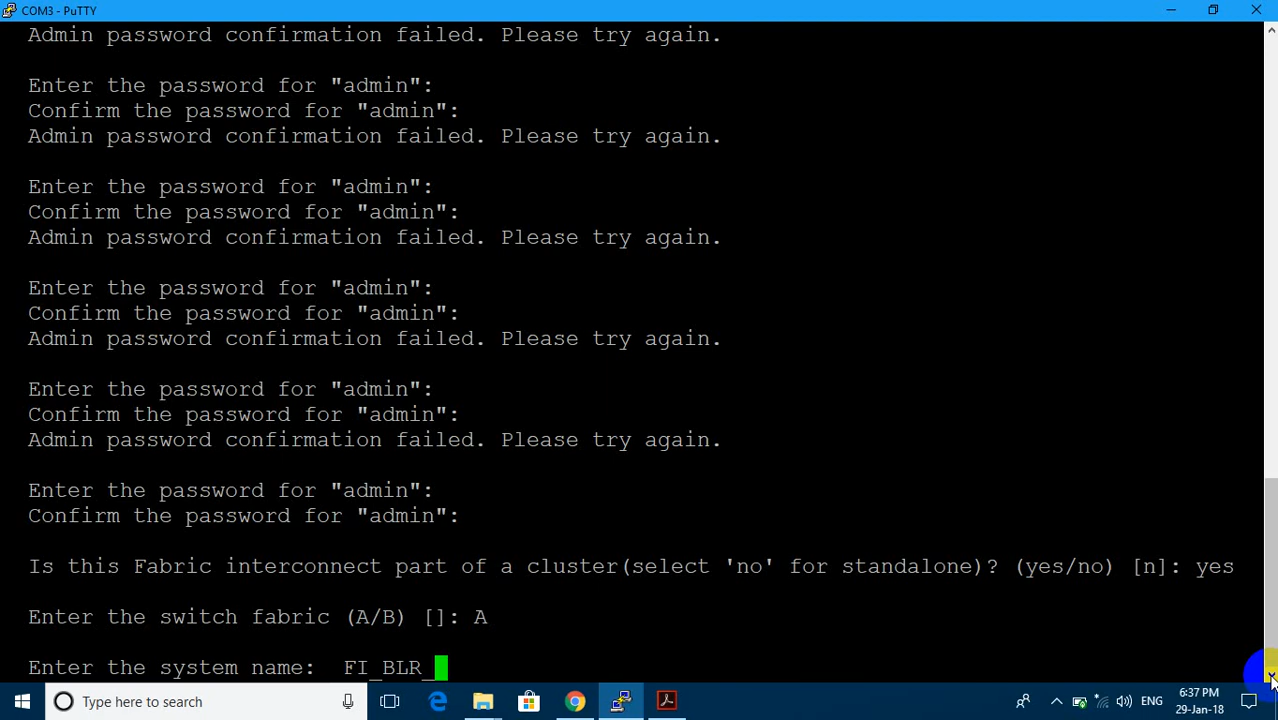 COM3 - PuTTY
Admin password confirmation failed. Please try again.
Enter the password for "admin":
Confirm the password for "admin":
Admin password confirmation failed. Please try again.
Enter the password for "admin":
Confirm the password for "admin":
Admin password confirmation failed. Please try again.
Enter the password for "admin":
Confirm the password for "admin":
Admin password confirmation failed. Please try again.
Enter the password for "admin":
Confirm the password for "admin":
Admin password confirmation failed. Please try again.
Enter the password for "admin":
Confirm the password for "admin":
Is this Fabric interconnect part of a cluster(select 'no' for standalone)? (yes/no) [n]: yes
Enter the switch fabric (A/B) []: A
Enter the system name:  FI_BLR_
Type here to search
ENG
6:37 PM
29-Jan-18